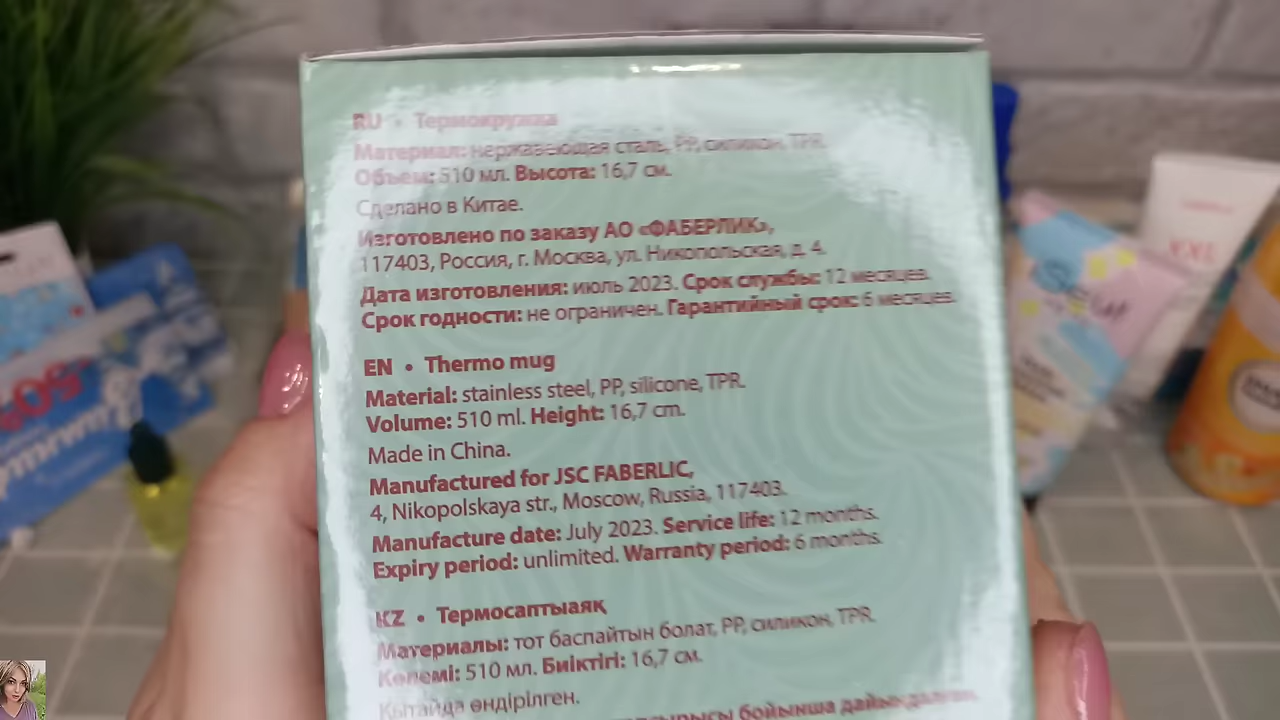 RU • Термокружка
Материал: нержавеющая сталь, PP, силикон, TPR.
Объем: 510 мл. Высота: 16,7 см.
Сделано в Китае.
Изготовлено по заказу АО «ФАБЕРЛИК»,
117403, Россия, г. Москва, ул. Никопольская, д. 4.
Дата изготовления: июль 2023. Срок службы: 12 месяцев.
Срок годности: не ограничен. Гарантийный срок: 6 месяцев.
EN • Thermo mug
Material: stainless steel, PP, silicone, TPR.
Volume: 510 ml. Height: 16,7 cm.
Made in China.
Manufactured for JSC FABERLIC,
4, Nikopolskaya str., Moscow, Russia, 117403.
Manufacture date: July 2023. Service life: 12 months.
Expiry period: unlimited. Warranty period: 6 months.
KZ • Термосаптыаяқ
Материалы: тот баспайтын болат, PP, силикон, TPR.
Көлемі: 510 мл. Биіктігі: 16,7 см.
Қытайда өндірілген.
бойынша дайындалған,
XXL